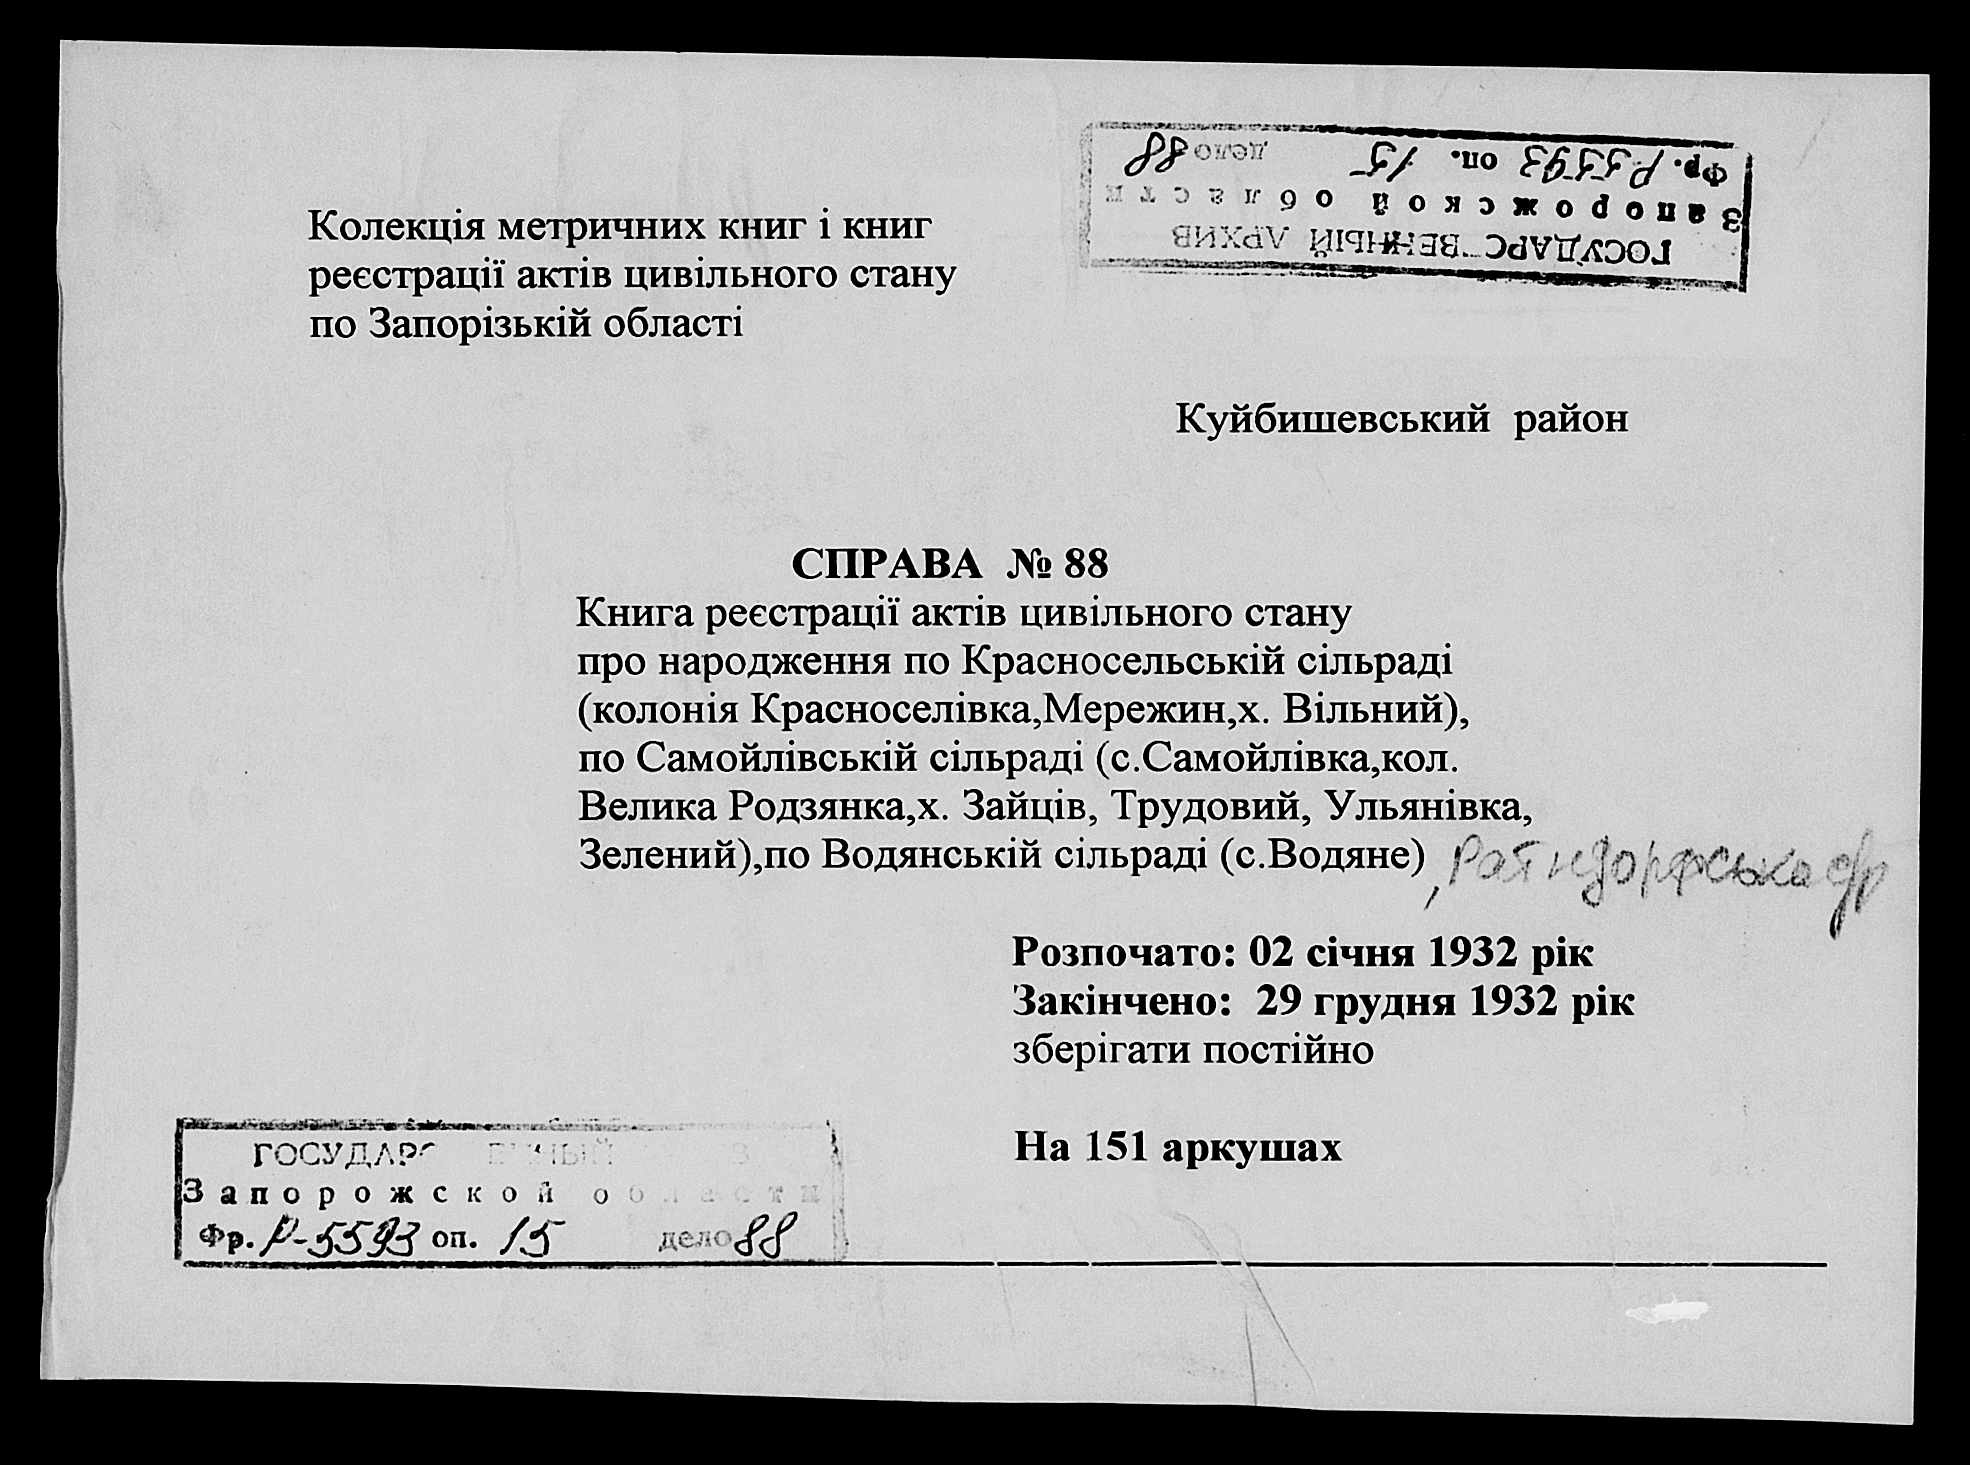 Фр. Р-5593 оп. 15 дело 88
Запорожской области
АРХИВ
Колекція метричних книг і книг
реєстрації актів цивільного стану
по Запорізькій області
Куйбишевський район
СПРАВА № 88
Книга реєстрації актів цивільного стану
про народження по Красносельській сільраді
(колонія Красноселівка,Мережин,х. Вільний),
по Самойлівській сільраді (с.Самойлівка,кол.
Велика Родзянка,х. Зайців, Трудовий, Ульянівка,
Зелений),по Водянській сільраді (с.Водяне) ,
Розпочато: 02 січня 1932 рік
Закінчено: 29 грудня 1932 рік
зберігати постійно
На 151 аркушах
Запорожской области
Фр. Р-5593 оп. 15 дело 88